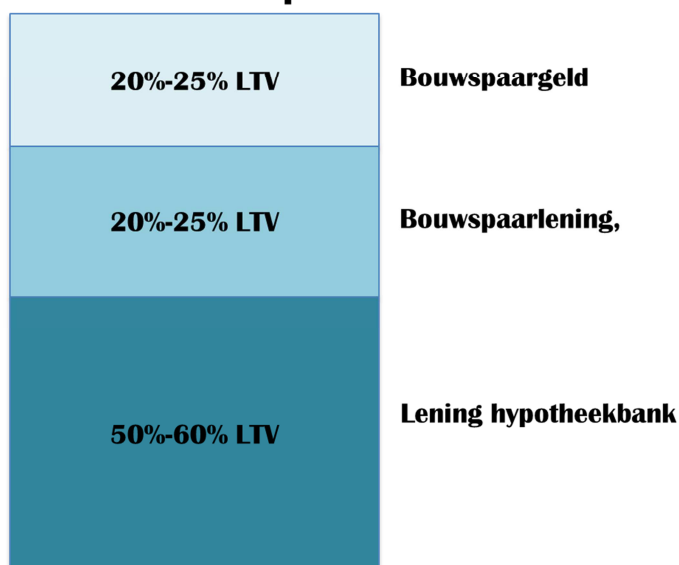 20%-25% LTV Bouwspaargeld
20%-25% LTV Bouwspaarlening,
50%-60% LTV Lening hypotheekbank